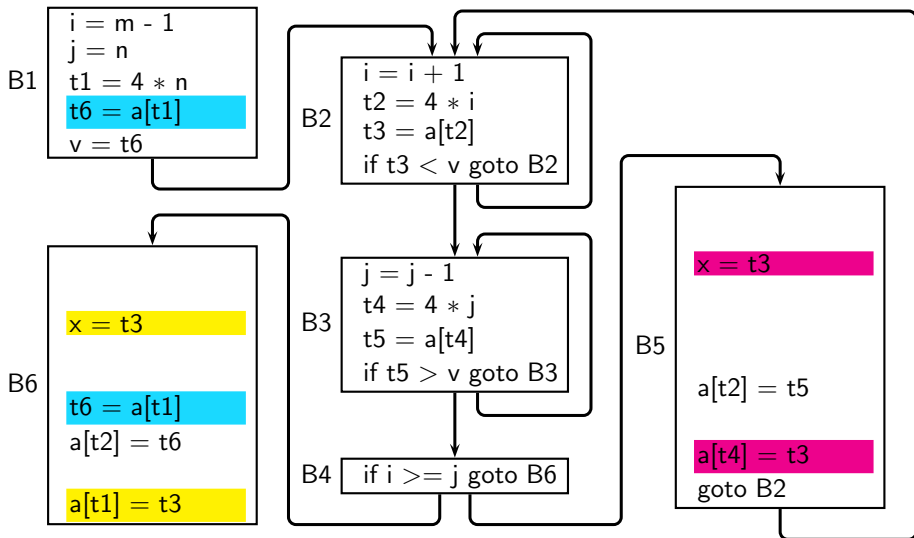 B1
i = m - 1
j = n
t1 = 4 * n
t6 = a[t1]
v = t6
B2
i = i + 1
t2 = 4 * i
t3 = a[t2]
if t3 < v goto B2
B3
j = j - 1
t4 = 4 * j
t5 = a[t4]
if t5 > v goto B3
B4
if i >= j goto B6
B5
x = t3
a[t2] = t5
a[t4] = t3
goto B2
B6
x = t3
t6 = a[t1]
a[t2] = t6
a[t1] = t3